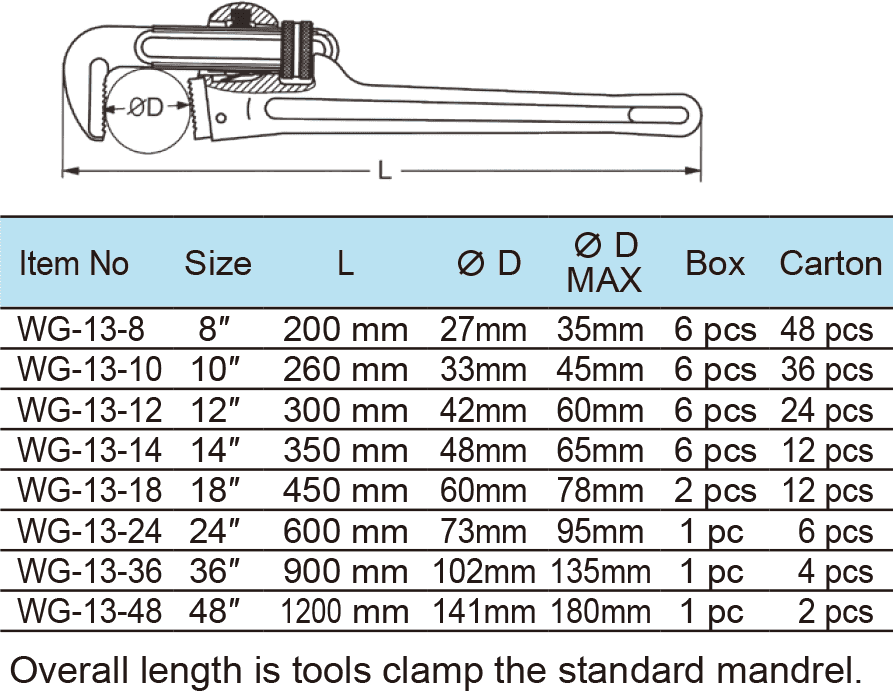 ØD
L
Item No Size L Ø D Ø D MAX Box Carton
WG-13-8 8″ 200 mm 27mm 35mm 6 pcs 48 pcs
WG-13-10 10″ 260 mm 33mm 45mm 6 pcs 36 pcs
WG-13-12 12″ 300 mm 42mm 60mm 6 pcs 24 pcs
WG-13-14 14″ 350 mm 48mm 65mm 6 pcs 12 pcs
WG-13-18 18″ 450 mm 60mm 78mm 2 pcs 12 pcs
WG-13-24 24″ 600 mm 73mm 95mm 1 pc 6 pcs
WG-13-36 36″ 900 mm 102mm 135mm 1 pc 4 pcs
WG-13-48 48″ 1200 mm 141mm 180mm 1 pc 2 pcs
Overall length is tools clamp the standard mandrel.